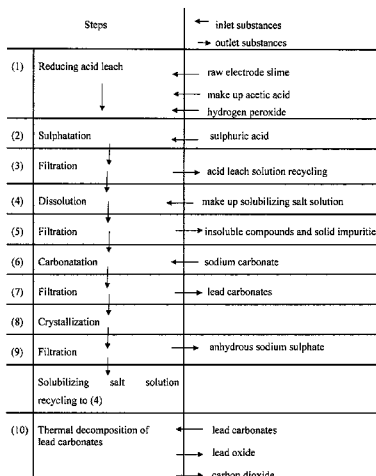 Steps
inlet substances
outlet substances
(1) Reducing acid leach
raw electrode slime
make up acetic acid
hydrogen peroxide
(2) Sulphatation
sulphuric acid
(3) Filtration
acid leach solution recycling
(4) Dissolution
make up solubilizing salt solution
(5) Filtration
insoluble compounds and solid impuritie
(6) Carbonatation
sodium carbonate
(7) Filtration
lead carbonates
(8) Crystallization
(9) Filtration
anhydrous sodium sulphate
Solubilizing salt solution
recycling to (4)
(10) Thermal decomposition of
lead carbonates
lead carbonates
lead oxide
carbon dioxide